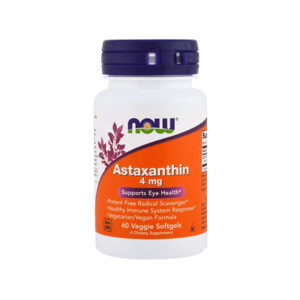 NOW
Astaxanthin
4 mg
Supports Eye Health*
• Potent Free Radical Scavenger*
• Healthy Immune System Response*
• Vegetarian/Vegan Formula
60 Veggie Softgels
A Dietary Supplement